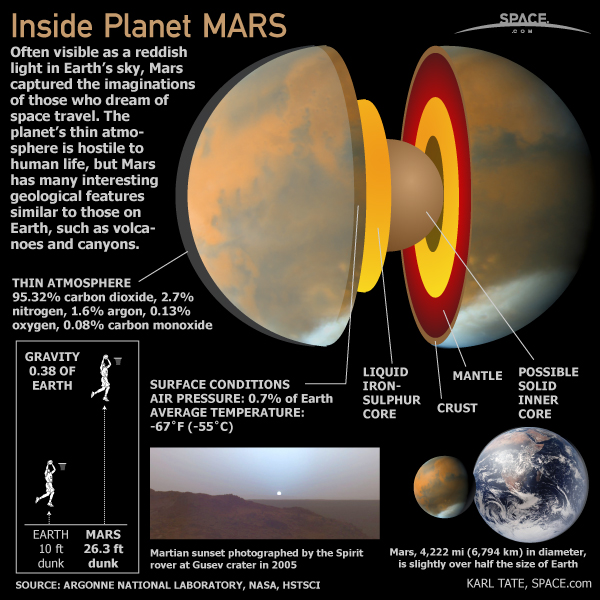 Inside Planet MARS
SPACE
.COM
Often visible as a reddish
light in Earth's sky, Mars
captured the imaginations
of those who dream of
space travel. The
planet's thin atmo-
sphere is hostile to
human life, but Mars
has many interesting
geological features
similar to those on
Earth, such as volca-
noes and canyons.
THIN ATMOSPHERE
95.32% carbon dioxide, 2.7%
nitrogen, 1.6% argon, 0.13%
oxygen, 0.08% carbon monoxide
GRAVITY
0.38 OF
EARTH
EARTH
10 ft
dunk
MARS
26.3 ft
dunk
SURFACE CONDITIONS
AIR PRESSURE: 0.7% of Earth
AVERAGE TEMPERATURE:
-67˚F (-55˚C)
LIQUID
IRON-
SULPHUR
CORE
CRUST
MANTLE
POSSIBLE
SOLID
INNER
CORE
Martian sunset photographed by the Spirit
rover at Gusev crater in 2005
Mars, 4,222 mi (6,794 km) in diameter,
is slightly over half the size of Earth
SOURCE: ARGONNE NATIONAL LABORATORY, NASA, HSTSCI
KARL TATE, SPACE.com